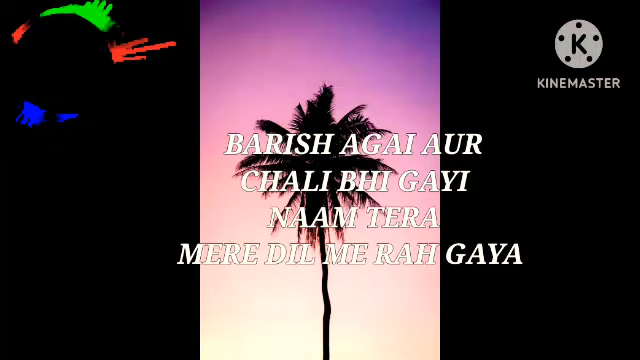 KINEMASTER
BARISH AGAI AUR
CHALI BHI GAYI
NAAM TERA
MERE DIL ME RAH GAYA